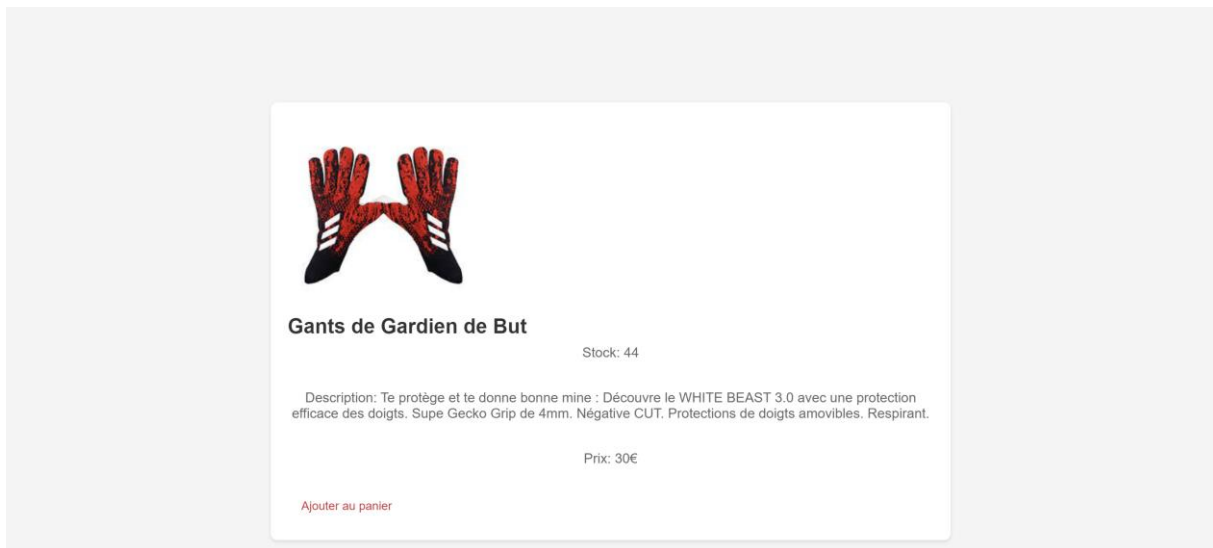 Gants de Gardien de But
Stock: 44
Description: Te protège et te donne bonne mine : Découvre le WHITE BEAST 3.0 avec une protection
efficace des doigts. Supe Gecko Grip de 4mm. Négative CUT. Protections de doigts amovibles. Respirant.
Prix: 30€
Ajouter au panier